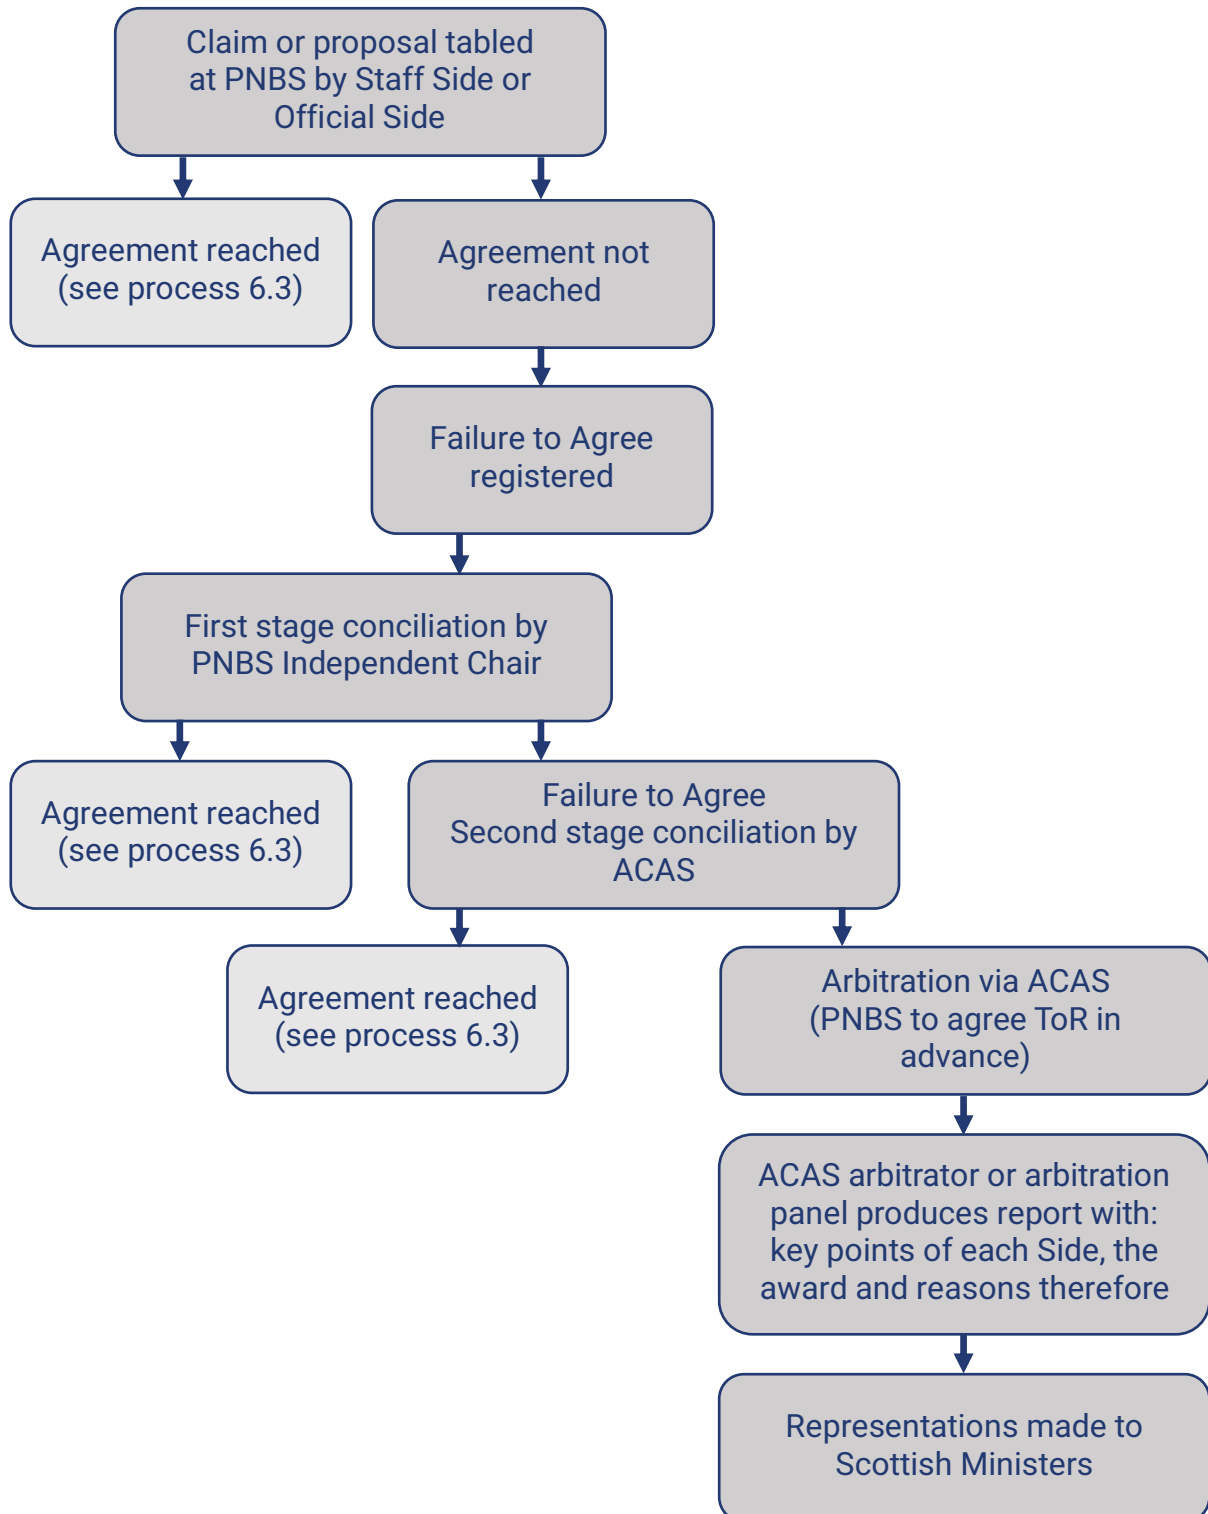 Claim or proposal tabled
at PNBS by Staff Side or
Official Side
Agreement reached
(see process 6.3)
Agreement not
reached
Failure to Agree
registered
First stage conciliation by
PNBS Independent Chair
Agreement reached
(see process 6.3)
Failure to Agree
Second stage conciliation by
ACAS
Agreement reached
(see process 6.3)
Arbitration via ACAS
(PNBS to agree ToR in
advance)
ACAS arbitrator or arbitration
panel produces report with:
key points of each Side, the
award and reasons therefore
Representations made to
Scottish Ministers